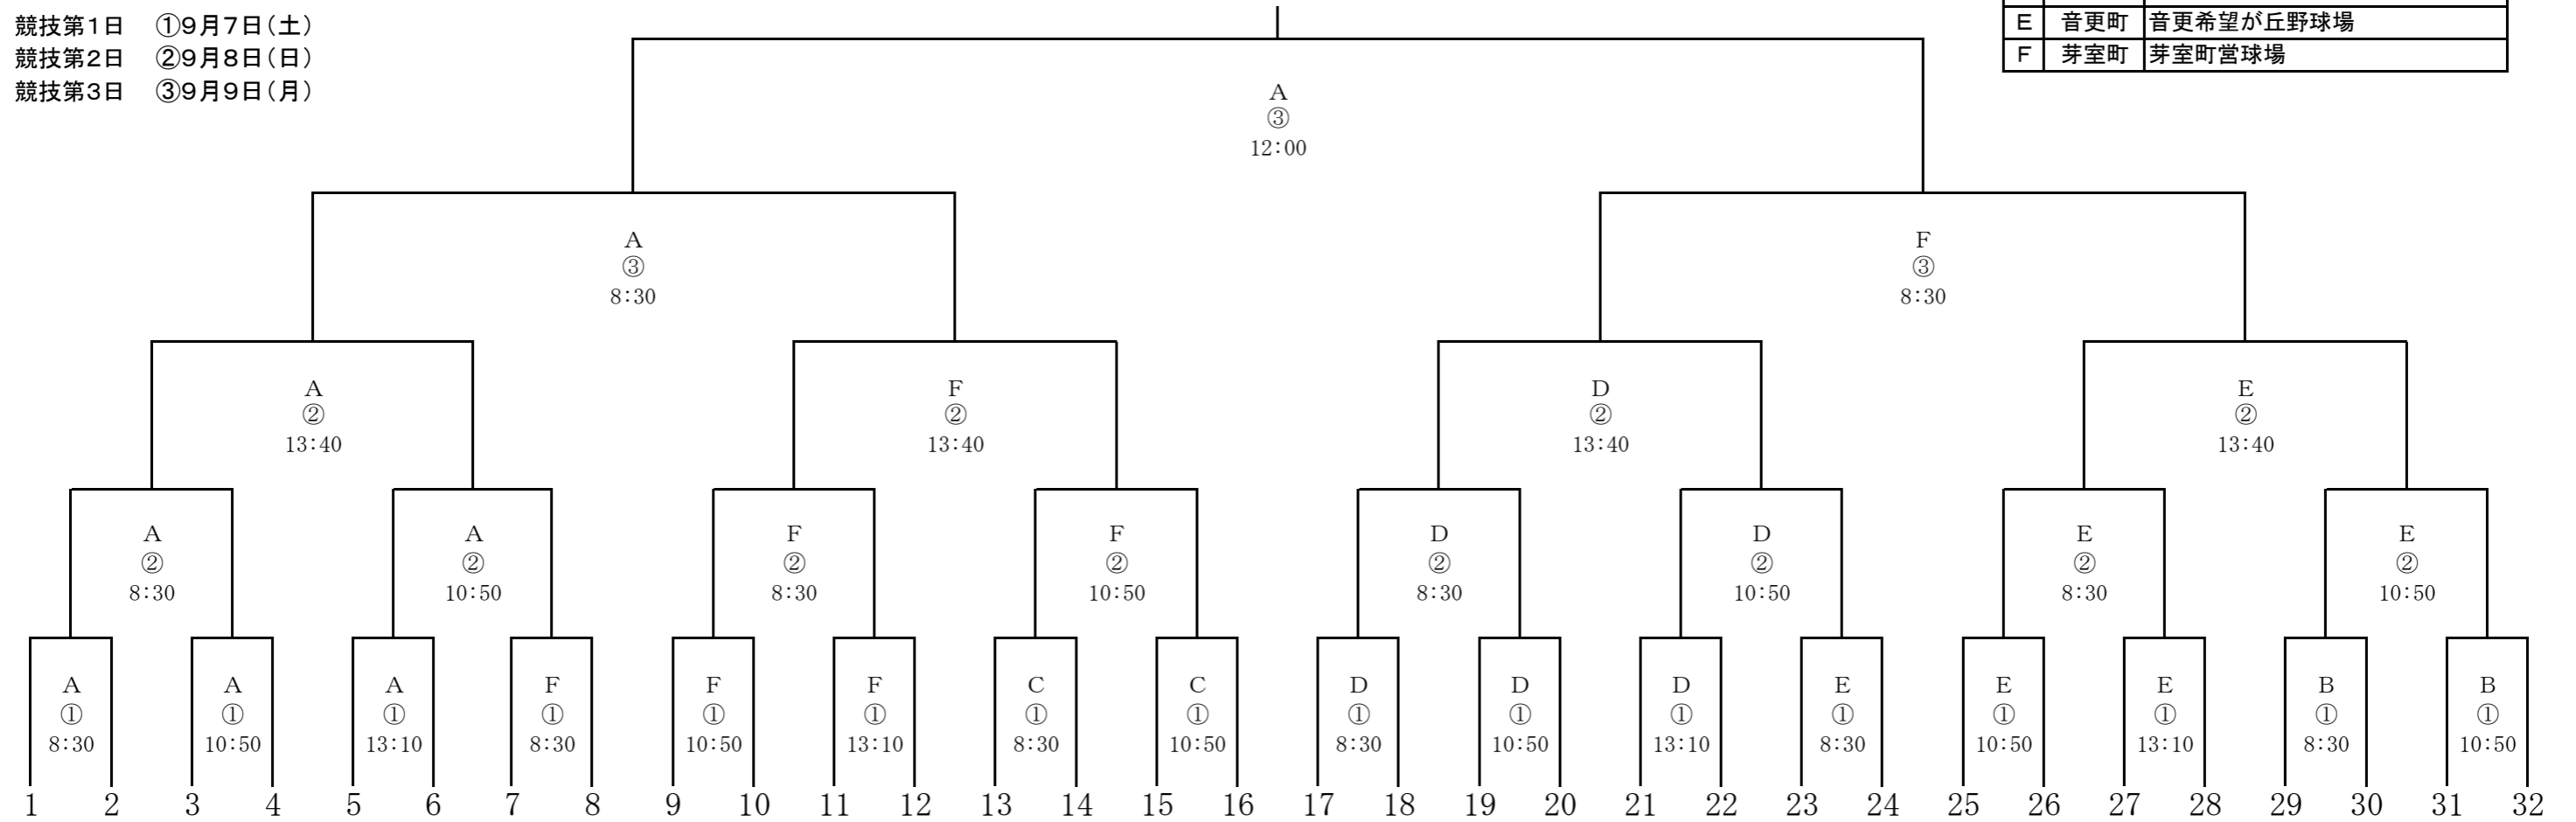 競技第1日 ①9月7日(土)
競技第2日 ②9月8日(日)
競技第3日 ③9月9日(月)
E 音更町 音更希望が丘野球場
F 芽室町 芽室町営球場
A
③
12:00
A F
③ ③
8:30 8:30
A F D E
② ② ② ②
13:40 13:40 13:40 13:40
A A F F D D E E
② ② ② ② ② ② ② ②
8:30 10:50 8:30 10:50 8:30 10:50 8:30 10:50
A A A F F F C C D D D E E E B B
① ① ① ① ① ① ① ① ① ① ① ① ① ① ① ①
8:30 10:50 13:10 8:30 10:50 13:10 8:30 10:50 8:30 10:50 13:10 8:30 10:50 13:10 8:30 10:50
1 2 3 4 5 6 7 8 9 10 11 12 13 14 15 16 17 18 19 20 21 22 23 24 25 26 27 28 29 30 31 32